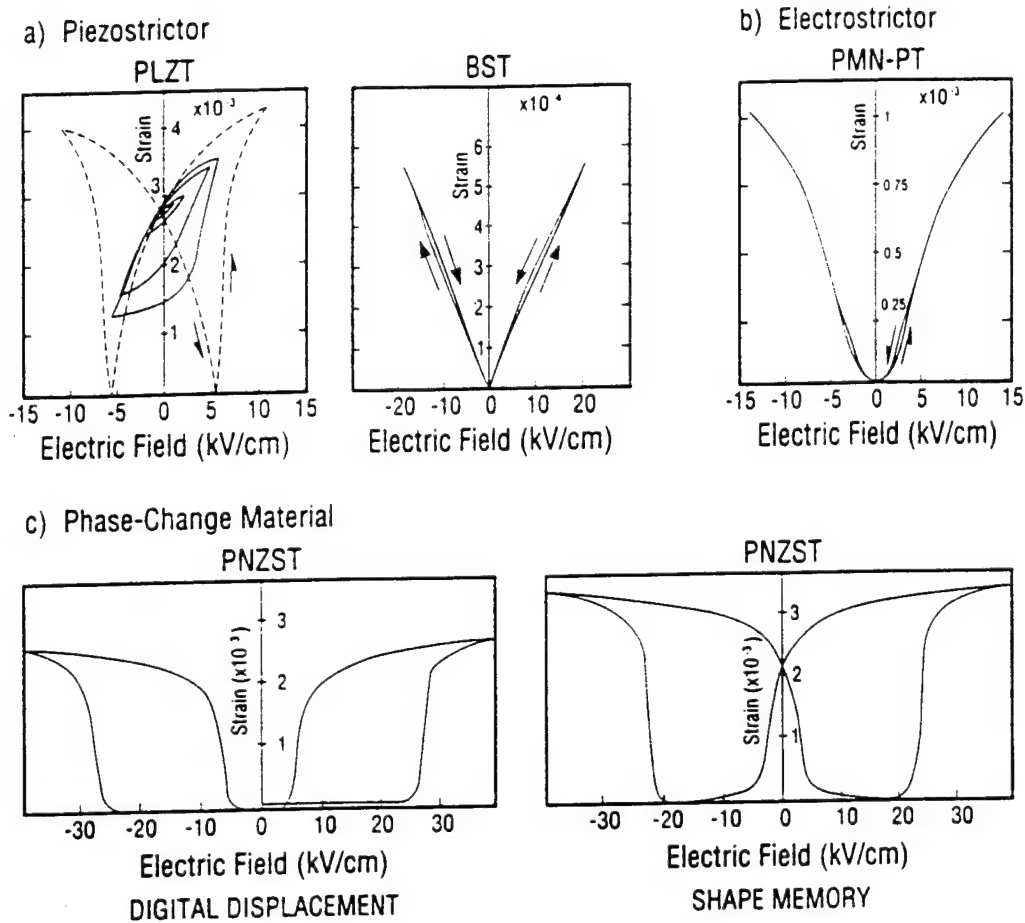 a) Piezostrictor
PLZT
x10⁻³
Strain
4
3
2
1
-15 -10 -5 0 5 10 15
Electric Field (kV/cm)
BST
x10⁴
Strain
6
5
4
3
2
1
-20 -10 0 10 20
Electric Field (kV/cm)
b) Electrostrictor
PMN-PT
x10⁻³
Strain
1
0.75
0.5
0.25
-15 -10 -5 0 5 10 15
Electric Field (kV/cm)
c) Phase-Change Material
PNZST
Strain (x10⁻³)
3
2
1
-30 -20 -10 0 10 20 30
Electric Field (kV/cm)
DIGITAL DISPLACEMENT
PNZST
Strain (x10⁻³)
3
2
1
-30 -20 -10 0 10 20 30
Electric Field (kV/cm)
SHAPE MEMORY